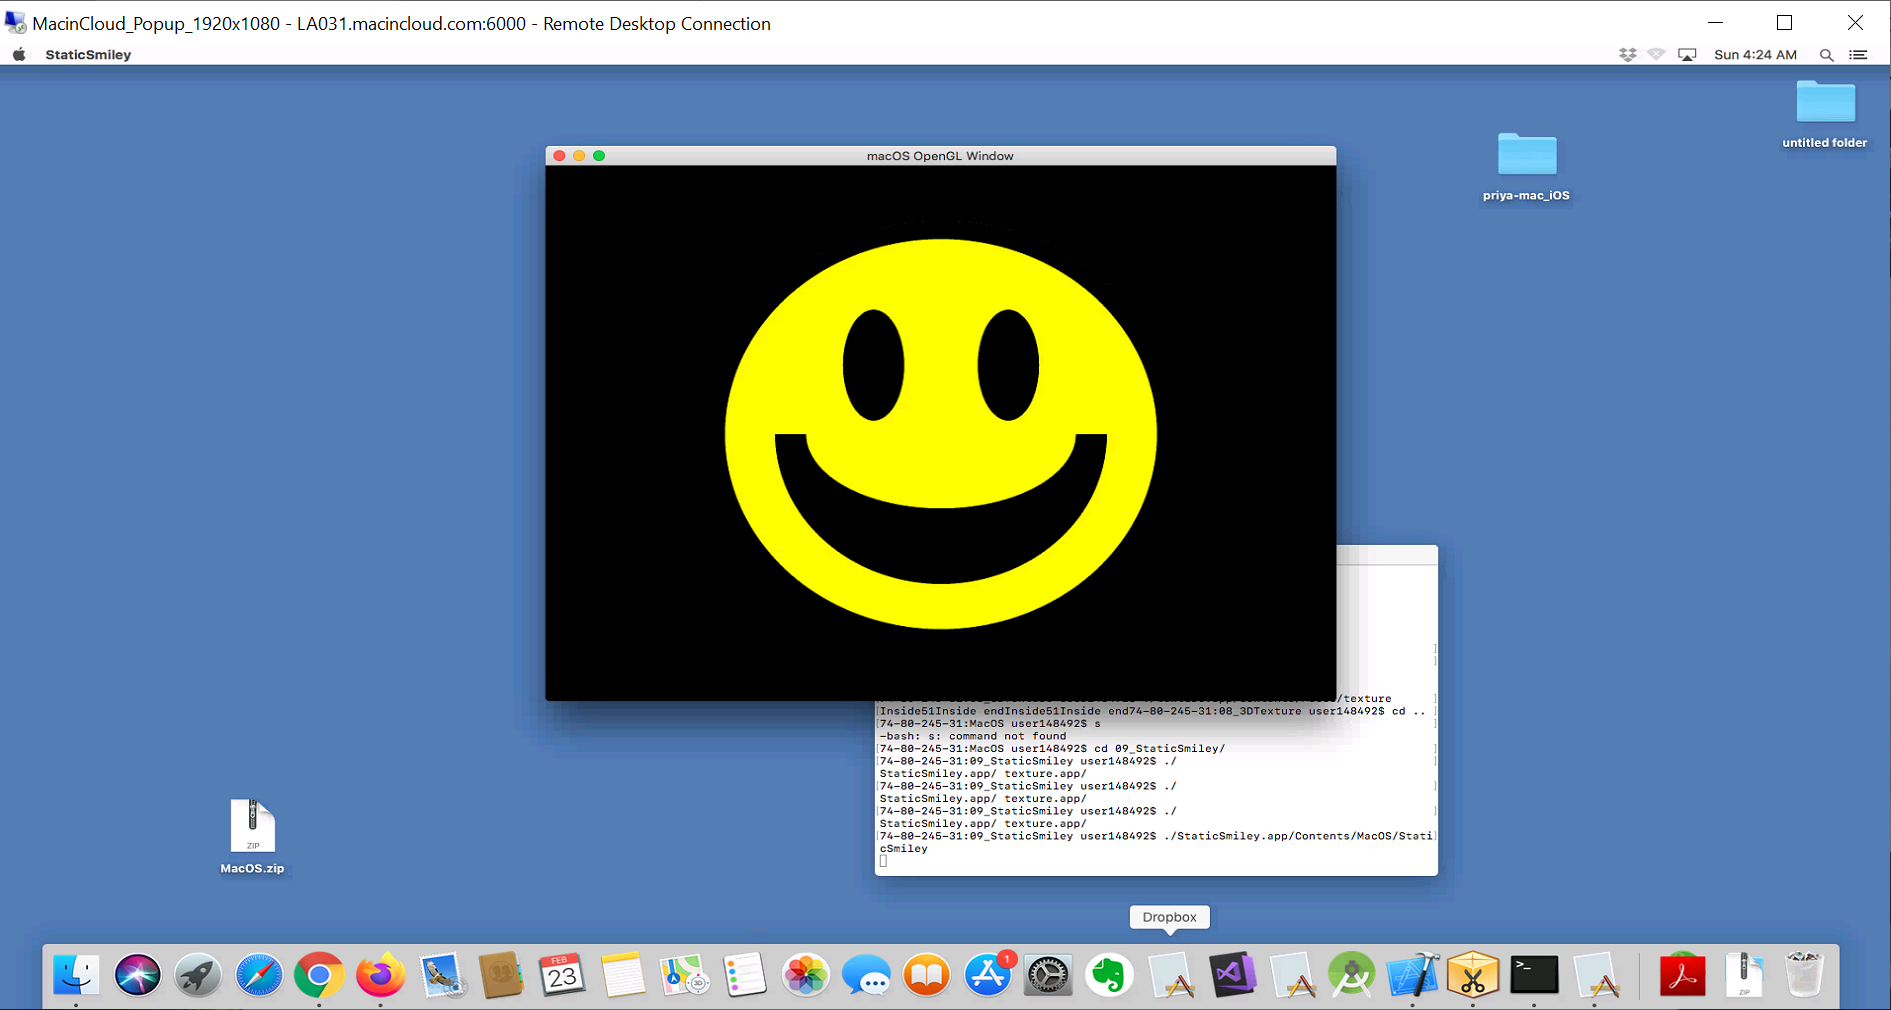 MacinCloud_Popup_1920x1080 - LA031.macincloud.com:6000 - Remote Desktop Connection
StaticSmiley
Sun 4:24 AM
untitled folder
priya-mac_iOS
macOS OpenGL Window
/texture
[Inside51Inside endInside51Inside end74-80-245-31:08_3DTexture user148492$ cd .. ]
[74-80-245-31:MacOS user148492$ s ]
-bash: s: command not found
[74-80-245-31:MacOS user148492$ cd 09_StaticSmiley/ ]
[74-80-245-31:09_StaticSmiley user148492$ ./ ]
StaticSmiley.app/ texture.app/
[74-80-245-31:09_StaticSmiley user148492$ ./ ]
StaticSmiley.app/ texture.app/
[74-80-245-31:09_StaticSmiley user148492$ ./ ]
StaticSmiley.app/ texture.app/
[74-80-245-31:09_StaticSmiley user148492$ ./StaticSmiley.app/Contents/MacOS/Stati]
cSmiley
ZIP
MacOS.zip
Dropbox
FEB
23
3D
1
>_
ZIP